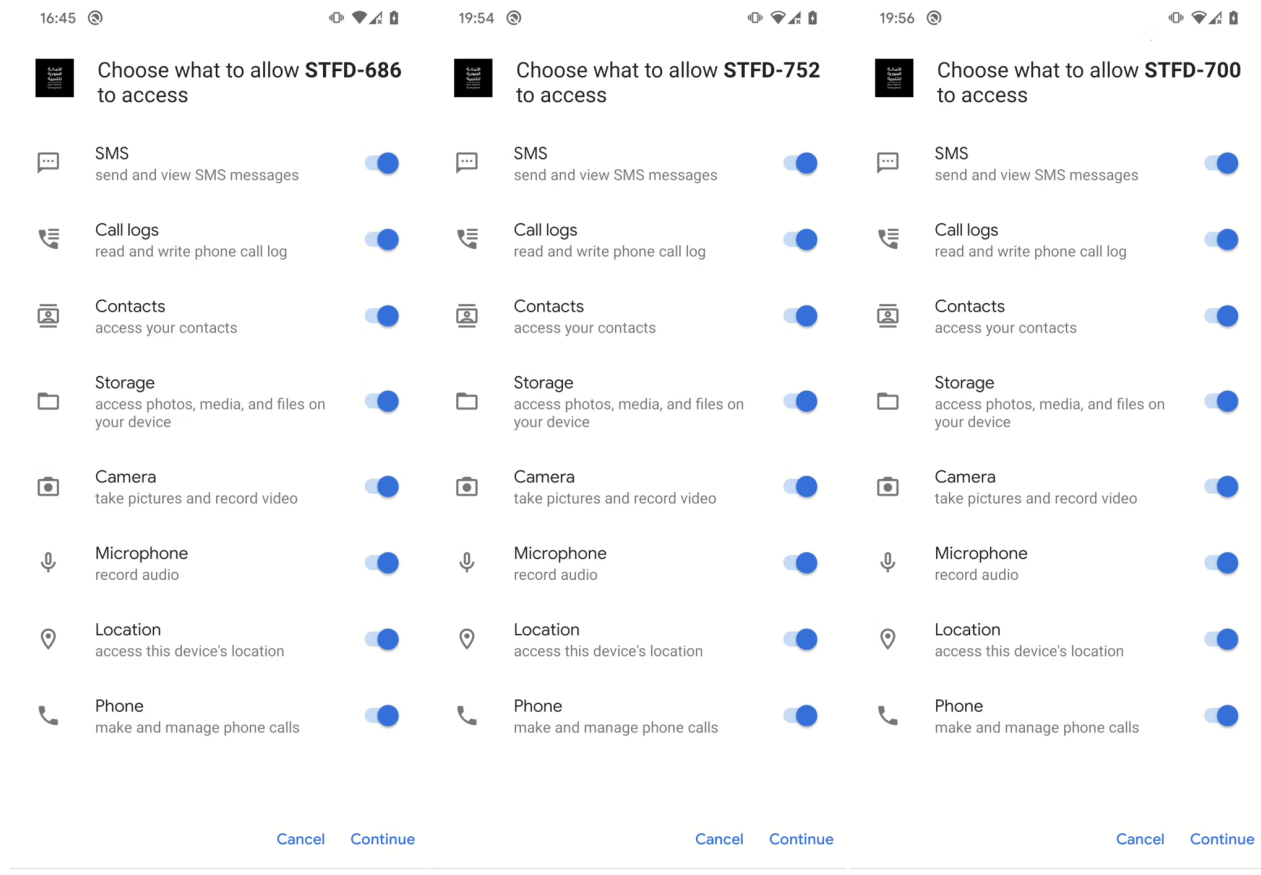 16:45
Choose what to allow STFD-686
to access
SMS
send and view SMS messages
Call logs
read and write phone call log
Contacts
access your contacts
Storage
access photos, media, and files on
your device
Camera
take pictures and record video
Microphone
record audio
Location
access this device's location
Phone
make and manage phone calls
Cancel
Continue
19:54
Choose what to allow STFD-752
to access
SMS
send and view SMS messages
Call logs
read and write phone call log
Contacts
access your contacts
Storage
access photos, media, and files on
your device
Camera
take pictures and record video
Microphone
record audio
Location
access this device's location
Phone
make and manage phone calls
Cancel
Continue
19:56
Choose what to allow STFD-700
to access
SMS
send and view SMS messages
Call logs
read and write phone call log
Contacts
access your contacts
Storage
access photos, media, and files on
your device
Camera
take pictures and record video
Microphone
record audio
Location
access this device's location
Phone
make and manage phone calls
Cancel
Continue